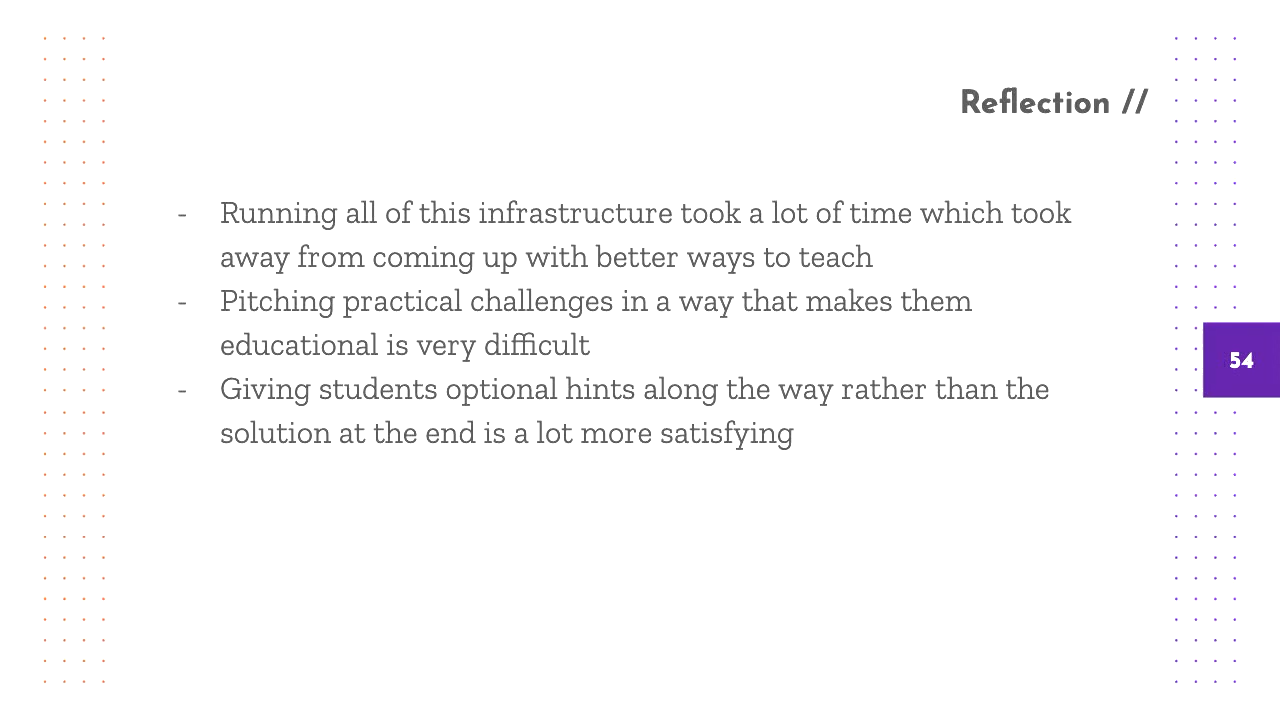 Reflection //
- Running all of this infrastructure took a lot of time which took
away from coming up with better ways to teach
- Pitching practical challenges in a way that makes them
educational is very difficult
- Giving students optional hints along the way rather than the
solution at the end is a lot more satisfying
54